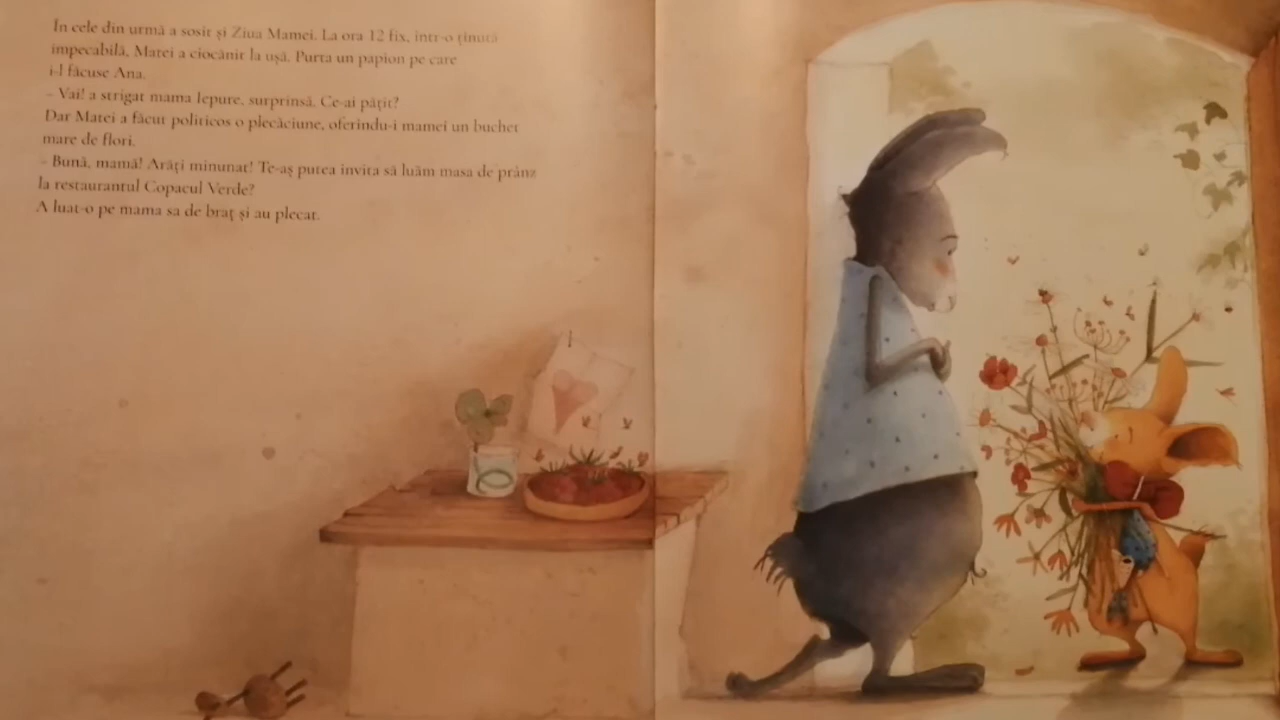 În cele din urmă a sosit și Ziua Mamei. La ora 12 fix, într-o ținută
impecabilă, Matei a ciocănit la ușă. Purta un papion pe care
i-l făcuse Ana.
– Vai! a strigat mama Iepure, surprinsă. Ce-ai pățit?
Dar Matei a făcut politicos o plecăciune, oferindu-i mamei un buchet
mare de flori.
– Bună, mamă! Arăți minunat! Te-aș putea invita să luăm masa de prânz
la restaurantul Copacul Verde?
A luat-o pe mama sa de braț și au plecat.